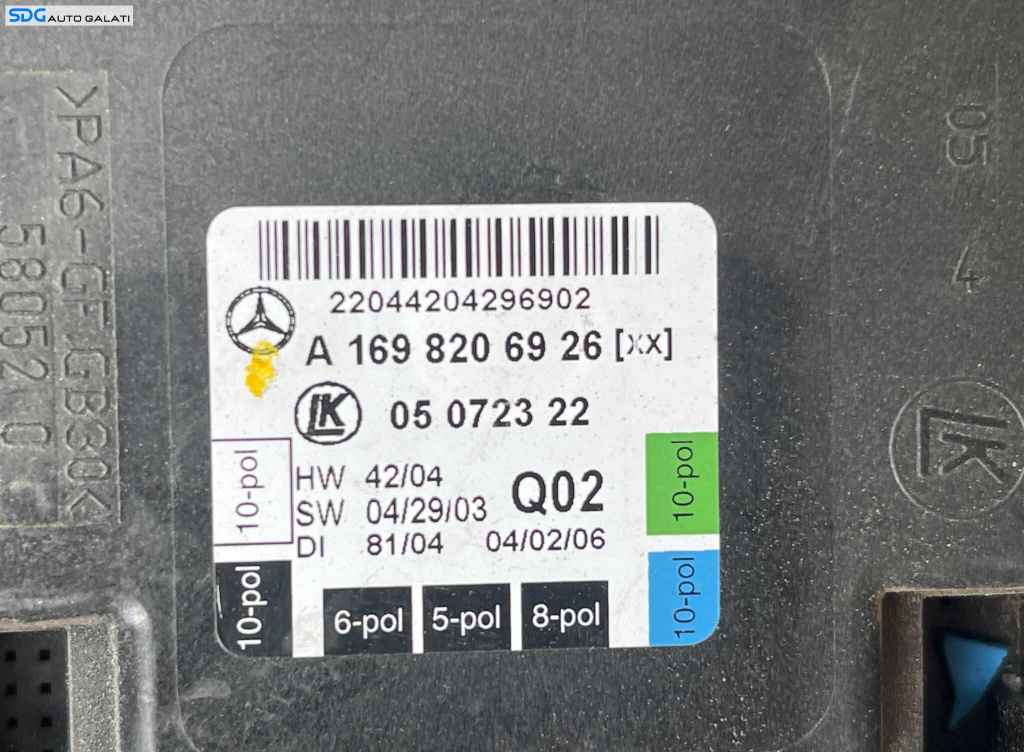 SDG AUTO GALATI
22044204296902
A 169 820 69 26 [xx]
LK 05 0723 22
HW 42/04
SW 04/29/03
Q02
DI 81/04 04/02/06
10-pol
10-pol
6-pol
5-pol
8-pol
10-pol
10-pol
>PA6-GF/GB30<
05
4
LK